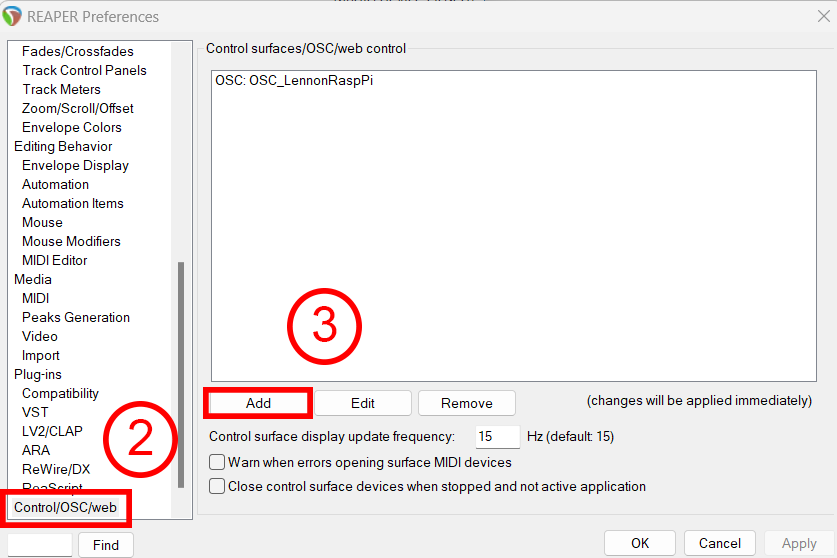 REAPER Preferences
Fades/Crossfades
Track Control Panels
Track Meters
Zoom/Scroll/Offset
Envelope Colors
Editing Behavior
Envelope Display
Automation
Automation Items
Mouse
Mouse Modifiers
MIDI Editor
Media
MIDI
Peaks Generation
Video
Import
Plug-ins
Compatibility
VST
LV2/CLAP
ARA
ReWire/DX
ReaScript
Control/OSC/web
2
Find
Control surfaces/OSC/web control
OSC: OSC_LennonRaspPi
3
Add
Edit
Remove
(changes will be applied immediately)
Control surface display update frequency: 15 Hz (default: 15)
Warn when errors opening surface MIDI devices
Close control surface devices when stopped and not active application
OK
Cancel
Apply